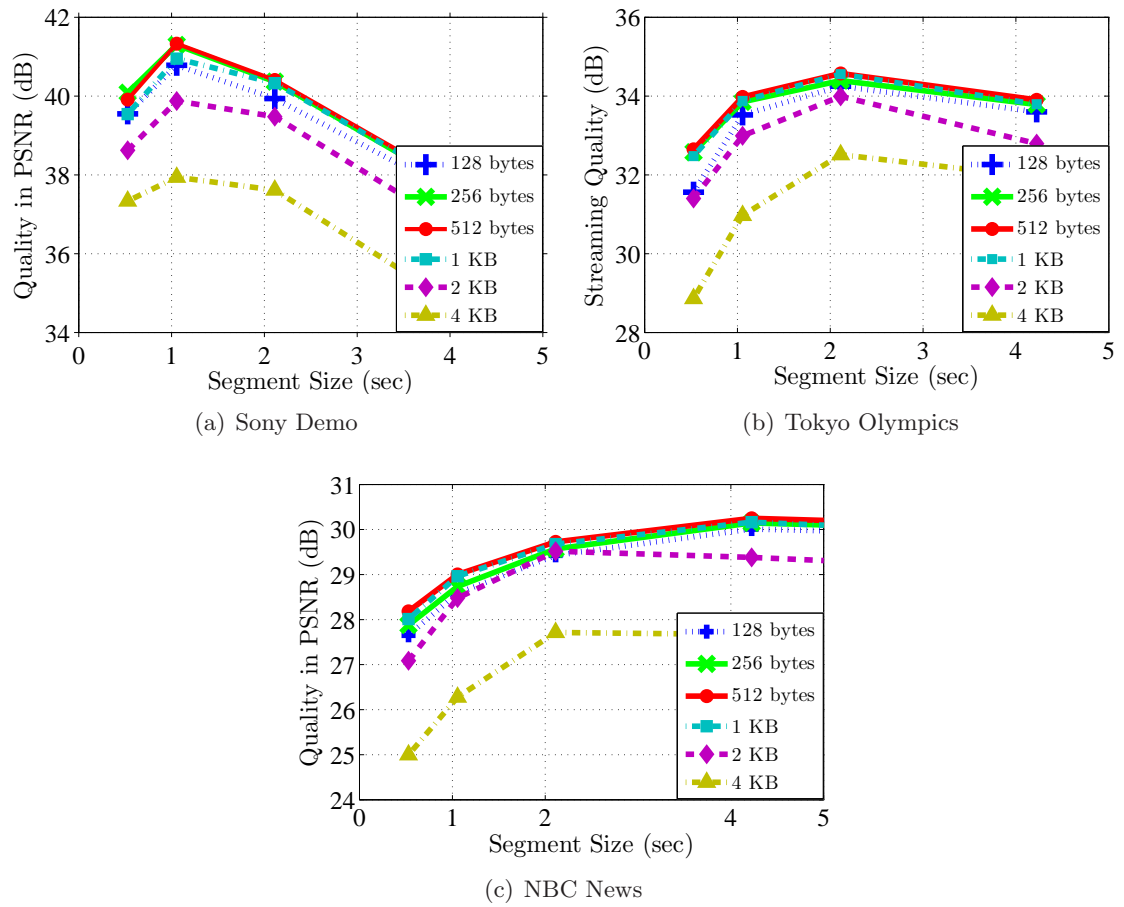 42
40
38
36
34
Quality in PSNR (dB)
0 1 2 3 4 5
Segment Size (sec)
128 bytes
256 bytes
512 bytes
1 KB
2 KB
4 KB
(a) Sony Demo
36
34
32
30
28
Streaming Quality (dB)
0 1 2 3 4 5
Segment Size (sec)
128 bytes
256 bytes
512 bytes
1 KB
2 KB
4 KB
(b) Tokyo Olympics
31
30
29
28
27
26
25
24
Quality in PSNR (dB)
0 1 2 4 5
Segment Size (sec)
128 bytes
256 bytes
512 bytes
1 KB
2 KB
4 KB
(c) NBC News